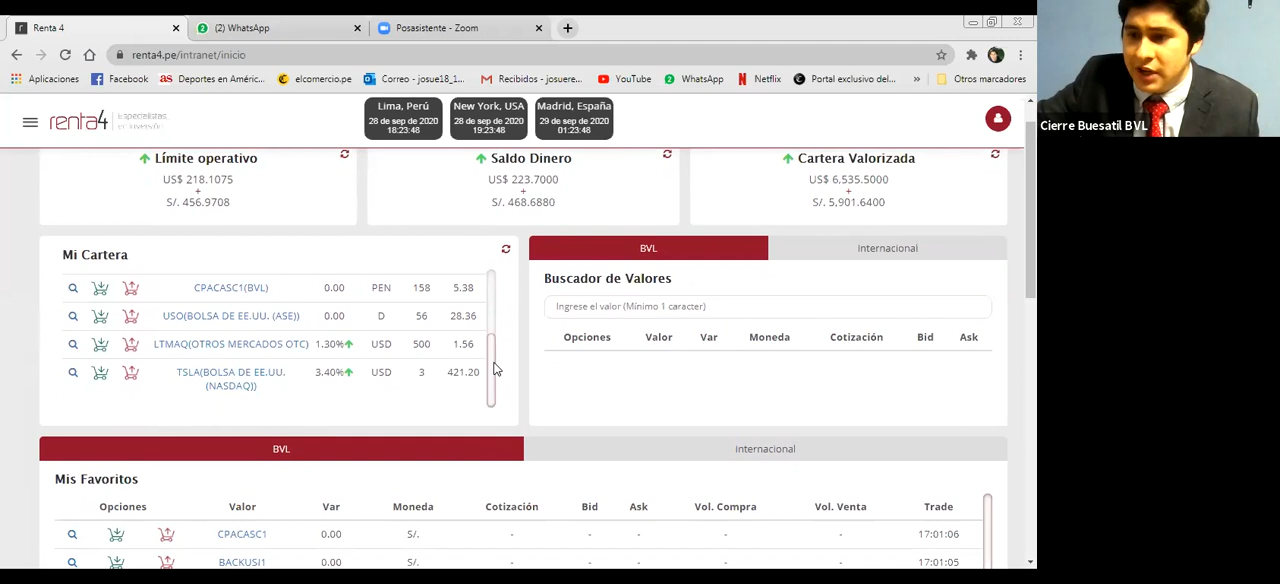 Renta 4
(2) WhatsApp
Posasistente - Zoom
renta4.pe/intranet/inicio
Aplicaciones
Facebook
Deportes en Améric...
elcomercio.pe
Correo - josue18_1...
Recibidos - josuere...
YouTube
WhatsApp
Netflix
Portal exclusivo del...
»
Otros marcadores
renta4
Especialistas
en inversión
Lima, Perú
28 de sep de 2020
18:23:48
New York, USA
28 de sep de 2020
19:23:48
Madrid, España
29 de sep de 2020
01:23:48
Cierre Buesatil BVL
Límite operativo
US$ 218.1075
+
S/. 456.9708
Saldo Dinero
US$ 223.7000
+
S/. 468.6880
Cartera Valorizada
US$ 6,535.5000
+
S/. 5,901.6400
Mi Cartera
CPACASC1(BVL) 0.00 PEN 158 5.38
USO(BOLSA DE EE.UU. (ASE)) 0.00 D 56 28.36
LTMAQ(OTROS MERCADOS OTC) 1.30% USD 500 1.56
TSLA(BOLSA DE EE.UU. 3.40% USD 3 421.20
(NASDAQ))
BVL Internacional
Buscador de Valores
Ingrese el valor (Mínimo 1 caracter)
Opciones Valor Var Moneda Cotización Bid Ask
BVL Internacional
Mis Favoritos
Opciones Valor Var Moneda Cotización Bid Ask Vol. Compra Vol. Venta Trade
CPACASC1 0.00 S/. - - - - - 17:01:06
BACKUSI1 0.00 S/. - - - - - 17:01:05